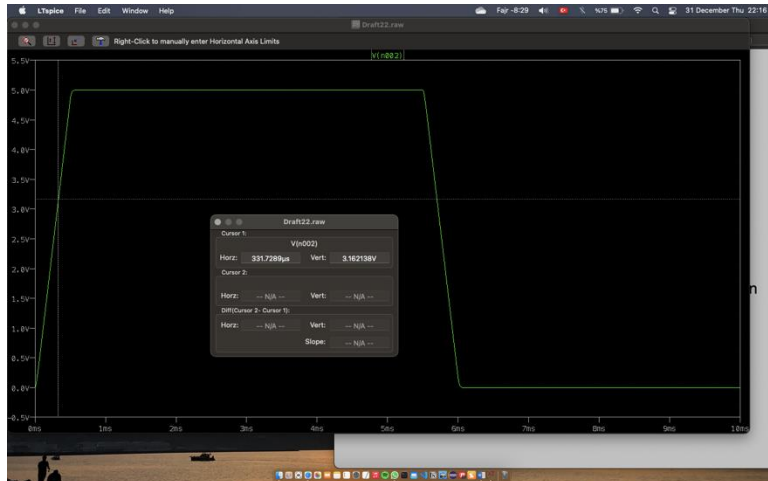 LTspice File Edit Window Help Fajr -8:29 %75 31 December Thu 22:16
Draft22.raw
Right-Click to manually enter Horizontal Axis Limits
V(n002)
5.5V
5.0V
4.5V
4.0V
3.5V
3.0V
2.5V
2.0V
1.5V
1.0V
0.5V
0.0V
-0.5V
0ms 1ms 2ms 3ms 4ms 5ms 6ms 7ms 8ms 9ms 10ms
Draft22.raw
Cursor 1:
V(n002)
Horz: 331.7289µs Vert: 3.162138V
Cursor 2:
Horz: -- N/A -- Vert: -- N/A --
Diff(Cursor 2- Cursor 1):
Horz: -- N/A -- Vert: -- N/A --
Slope: -- N/A --
n